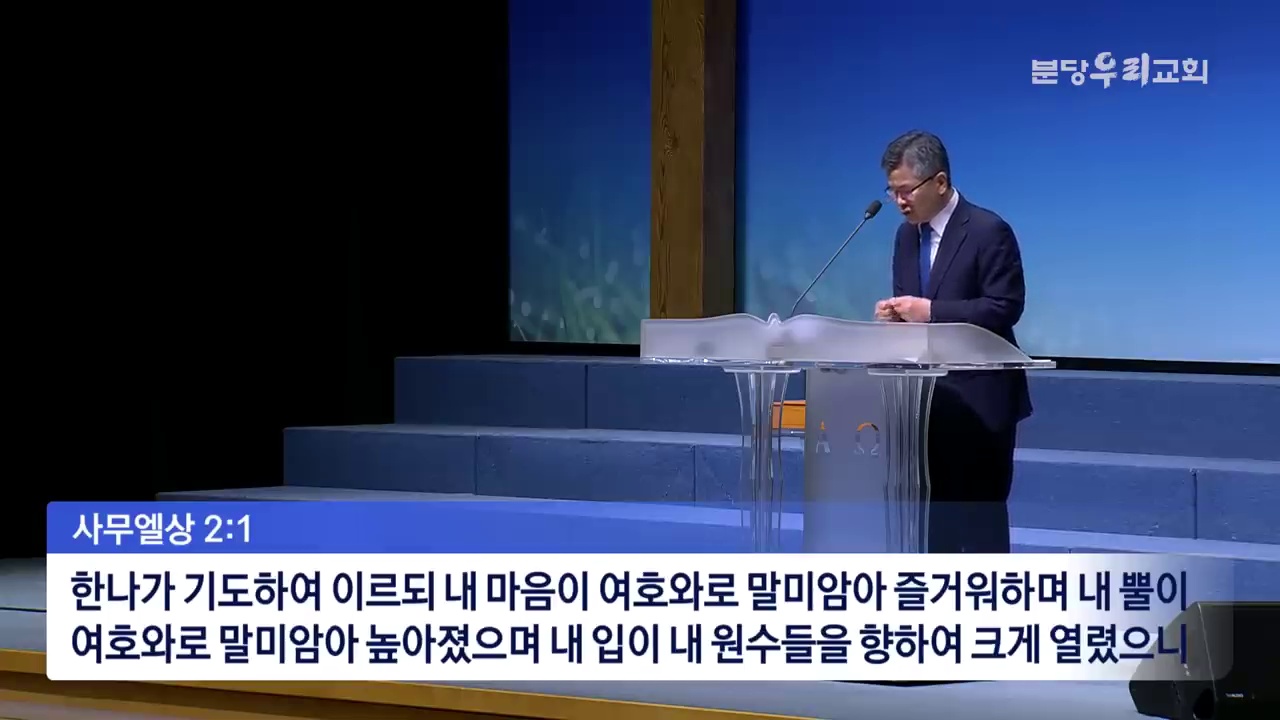 분당우리교회
A Ω
사무엘상 2:1
한나가 기도하여 이르되 내 마음이 여호와로 말미암아 즐거워하며 내 뿔이
여호와로 말미암아 높아졌으며 내 입이 내 원수들을 향하여 크게 열렸으니